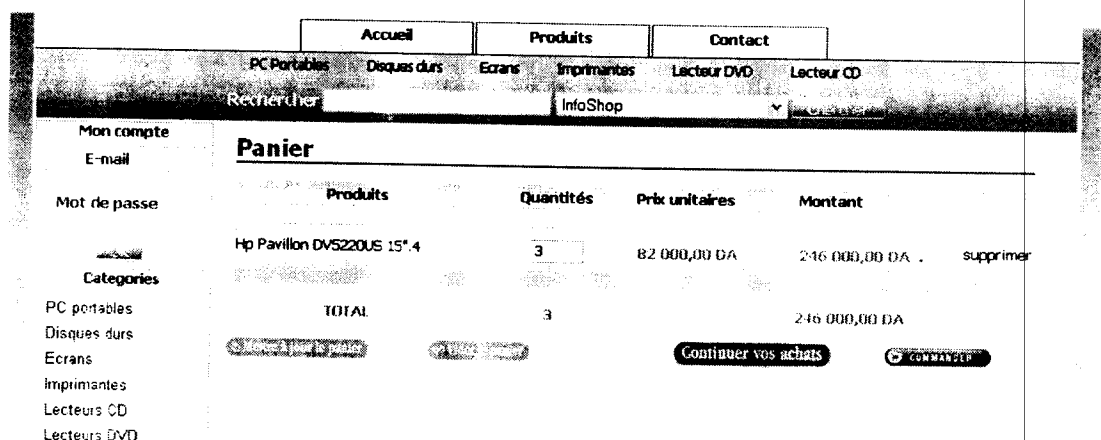 Accueil Produits Contact
PC Portables Disques durs Ecrans Imprimantes Lecteur DVD Lecteur CD
Rechercher InfoShop
Mon compte
E-mail
Mot de passe
Categories
PC portables
Disques durs
Ecrans
Imprimantes
Lecteurs CD
Lecteurs DVD
Panier
Produits Quantités Prix unitaires Montant
Hp Pavillon DV5220US 15".4 3 82 000,00 DA 246 000,00 DA . supprimer
TOTAL 3 246 000,00 DA
Continuer vos achats COMMANDER